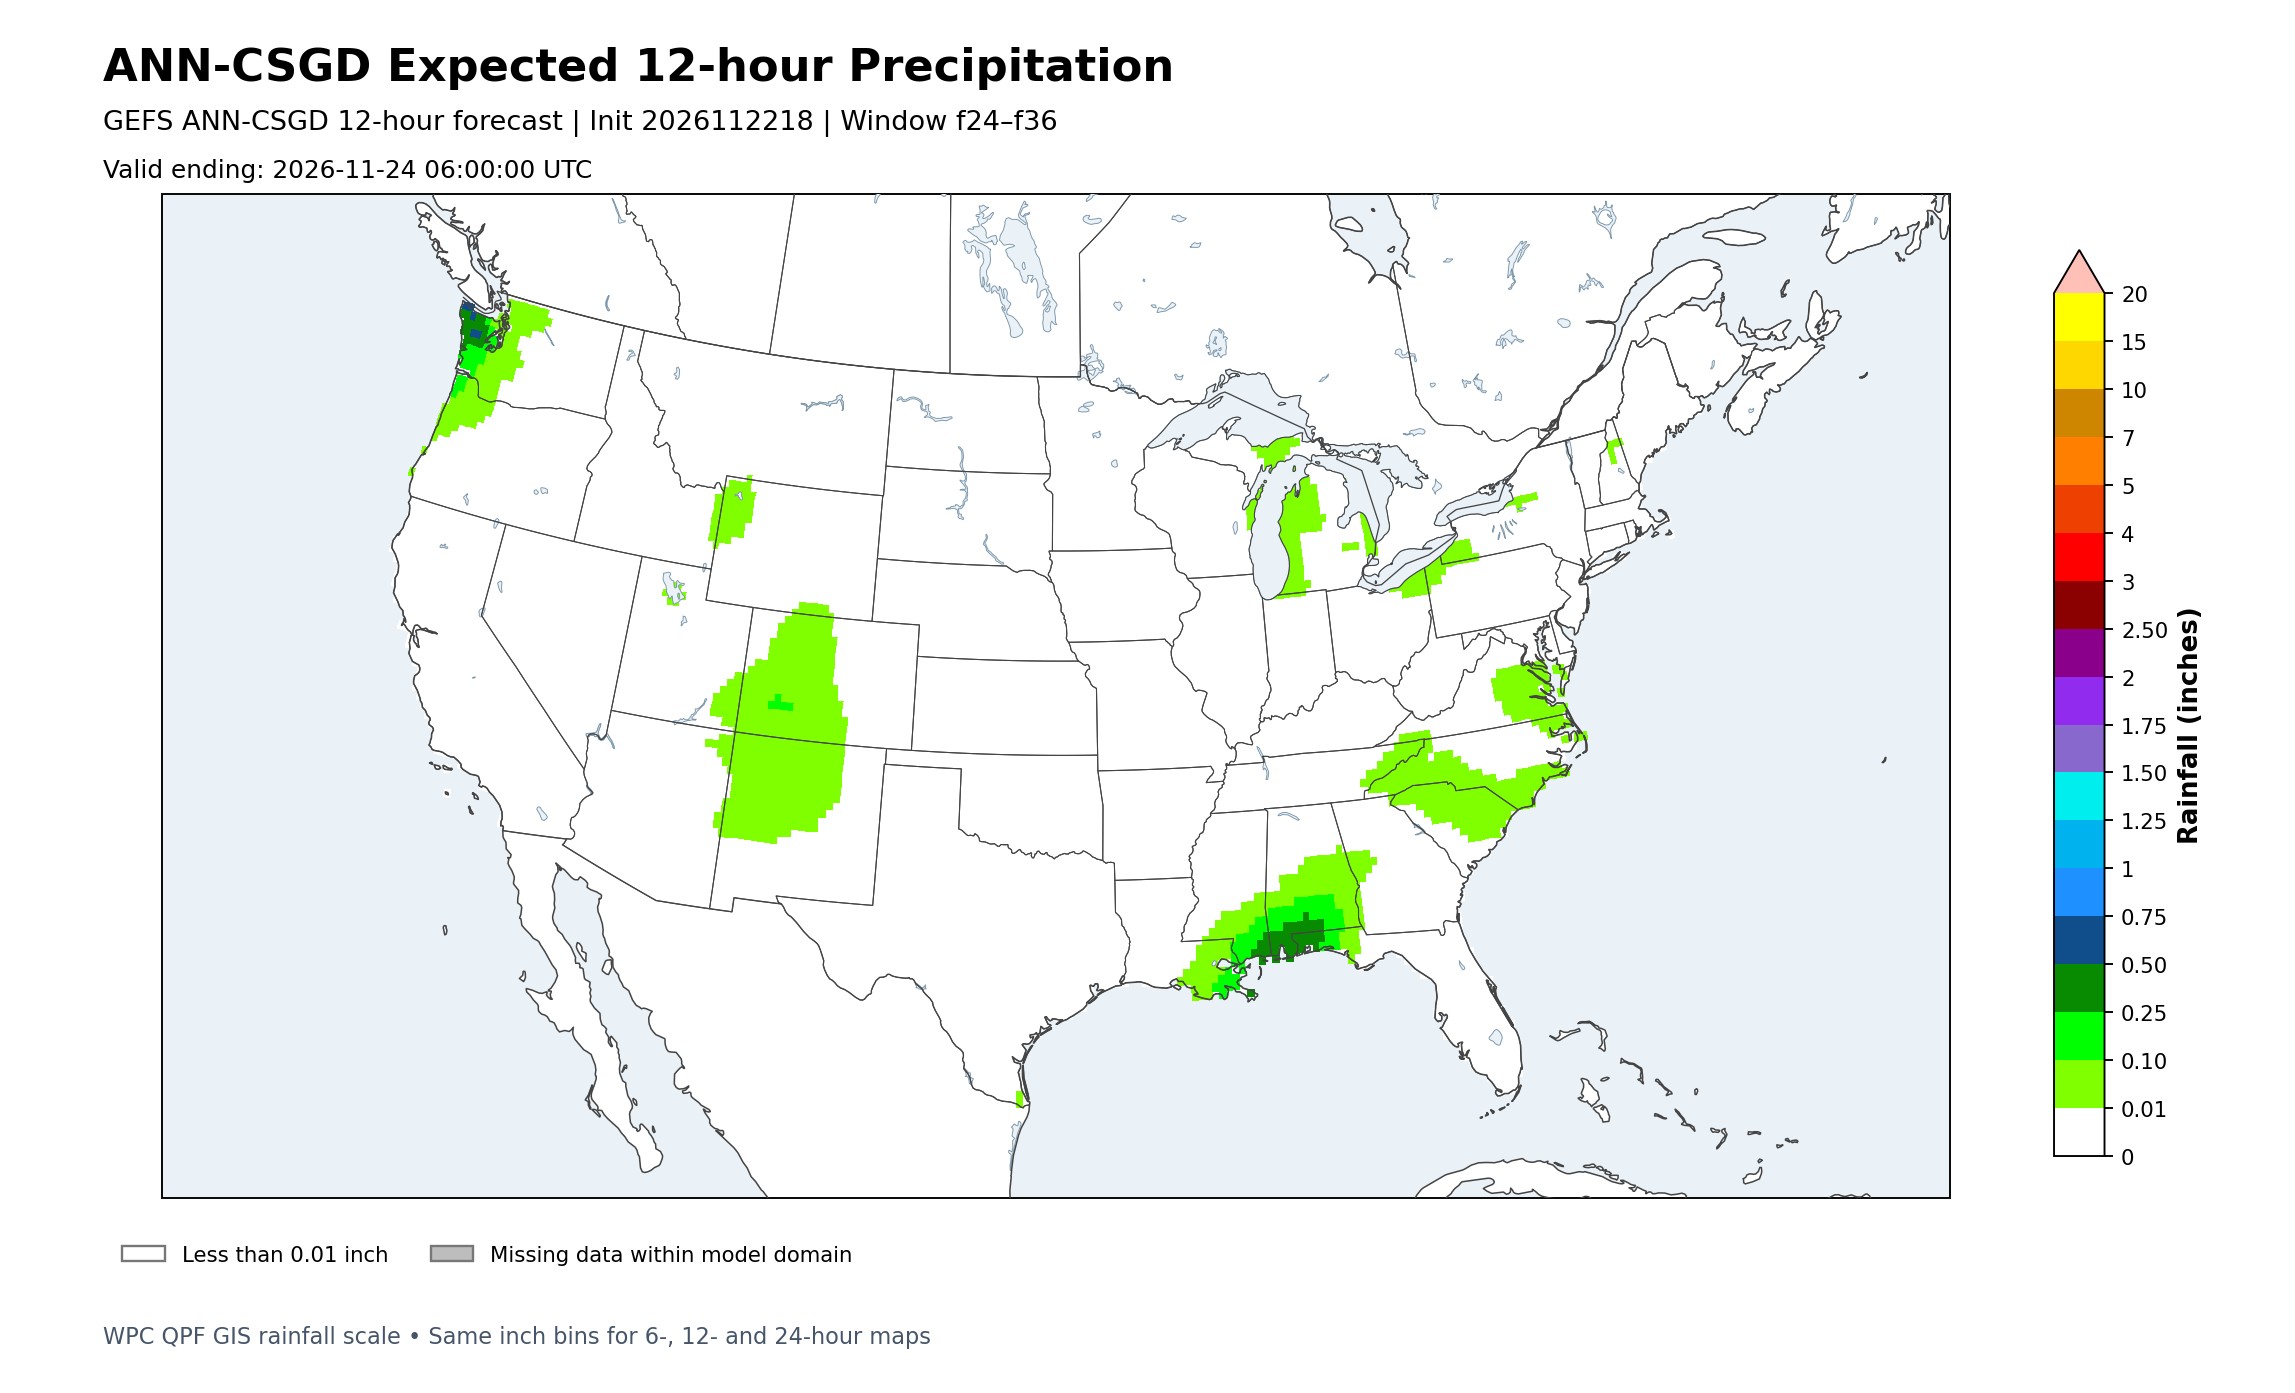 ANN-CSGD Expected 12-hour Precipitation
GEFS ANN-CSGD 12-hour forecast | Init 2026112218 | Window f24–f36
Valid ending: 2026-11-24 06:00:00 UTC
20
15
10
7
5
4
3
2.50
2
1.75
1.50
1.25
1
0.75
0.50
0.25
0.10
0.01
0
Rainfall (inches)
Less than 0.01 inch
Missing data within model domain
WPC QPF GIS rainfall scale • Same inch bins for 6-, 12- and 24-hour maps